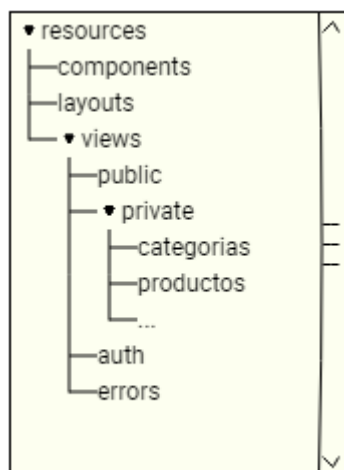 resources
components
layouts
views
public
private
categorias
productos
...
auth
errors